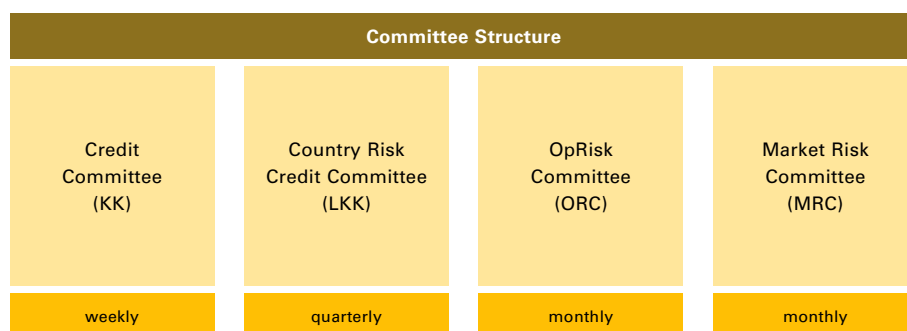 Committee Structure
Credit
Committee
(KK)
Country Risk
Credit Committee
(LKK)
OpRisk
Committee
(ORC)
Market Risk
Committee
(MRC)
weekly
quarterly
monthly
monthly